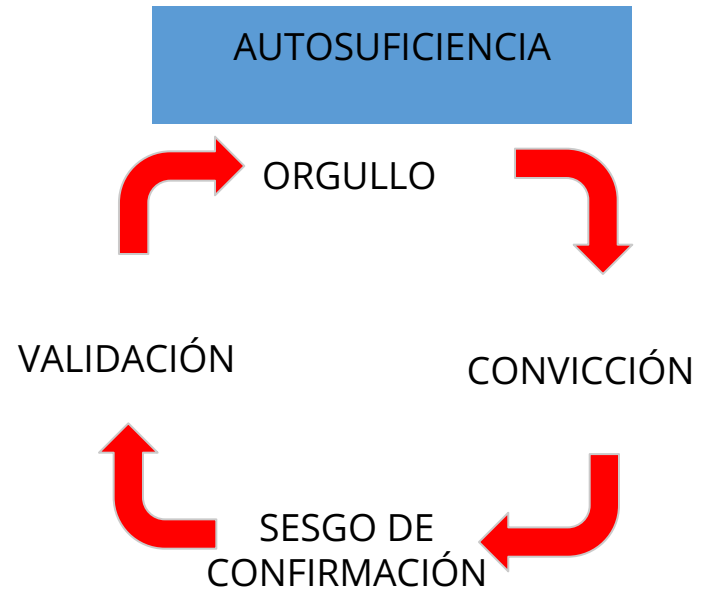 AUTOSUFICIENCIA
ORGULLO
VALIDACIÓN
CONVICCIÓN
SESGO DE
CONFIRMACIÓN